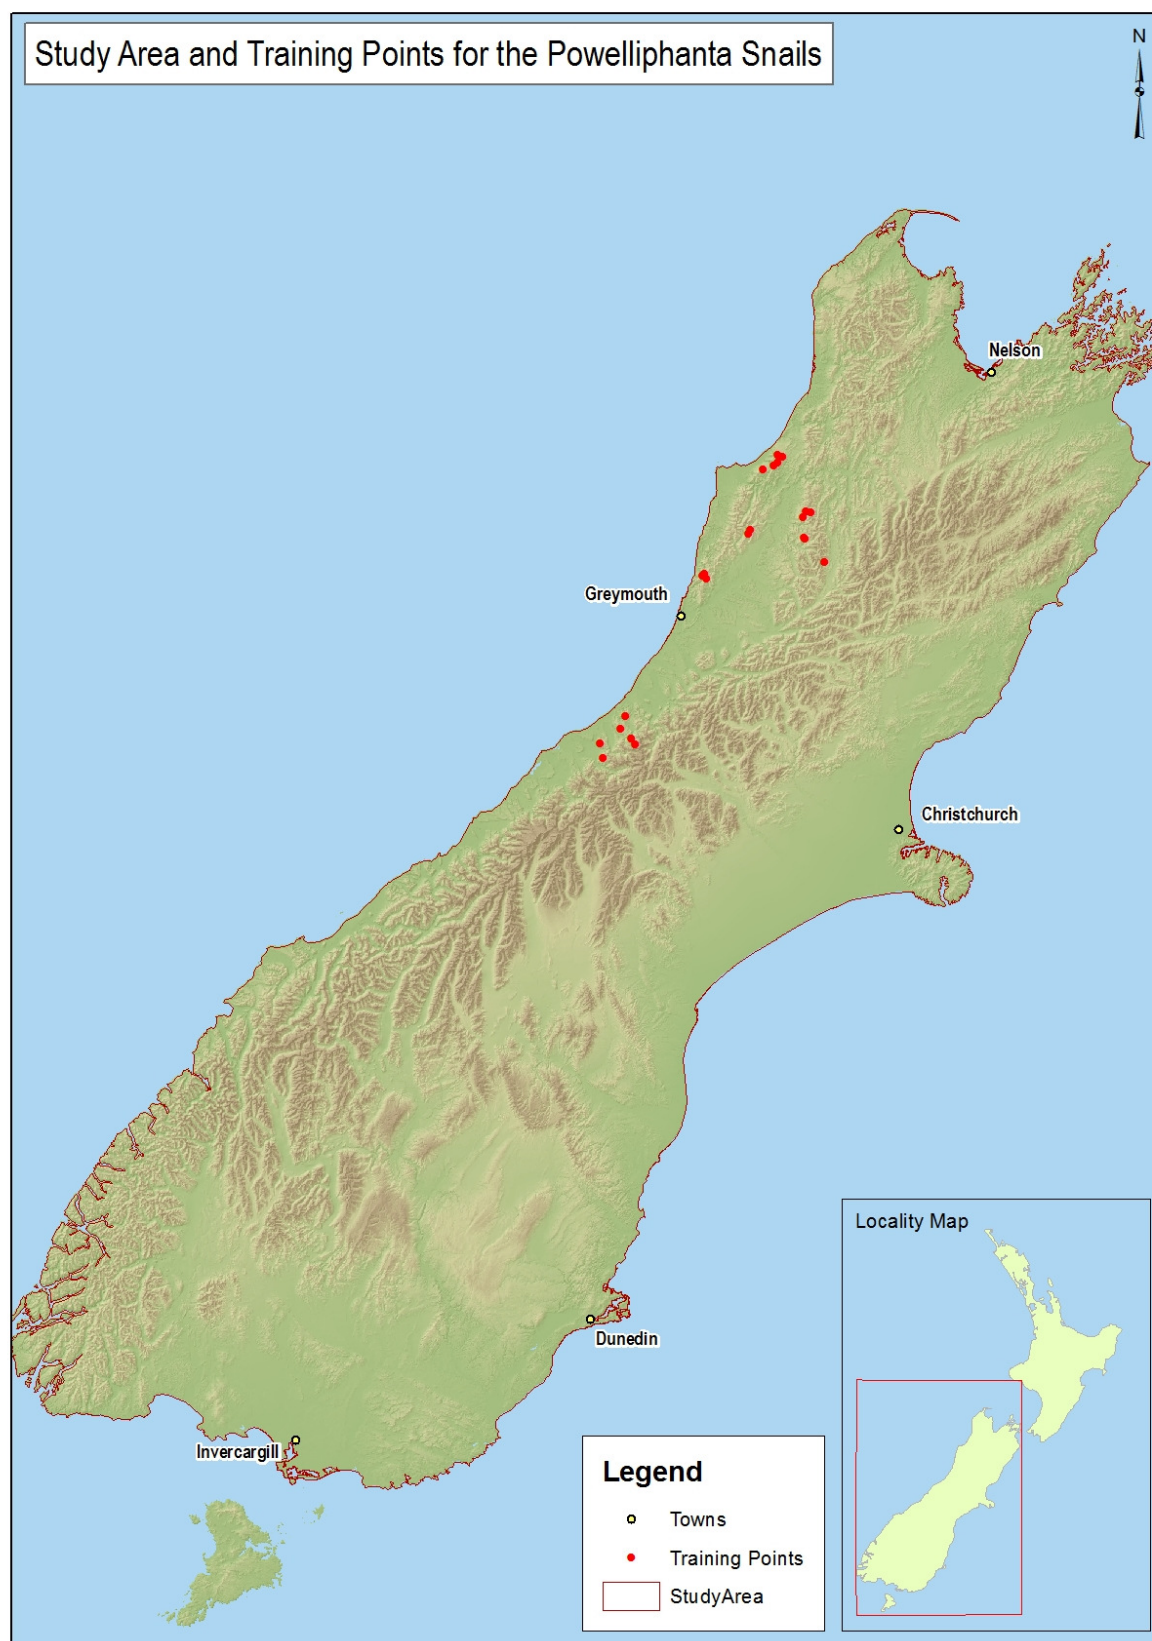 Study Area and Training Points for the Powelliphanta Snails
N
Nelson
Greymouth
Christchurch
Locality Map
Dunedin
Invercargill
Legend
Towns
Training Points
StudyArea